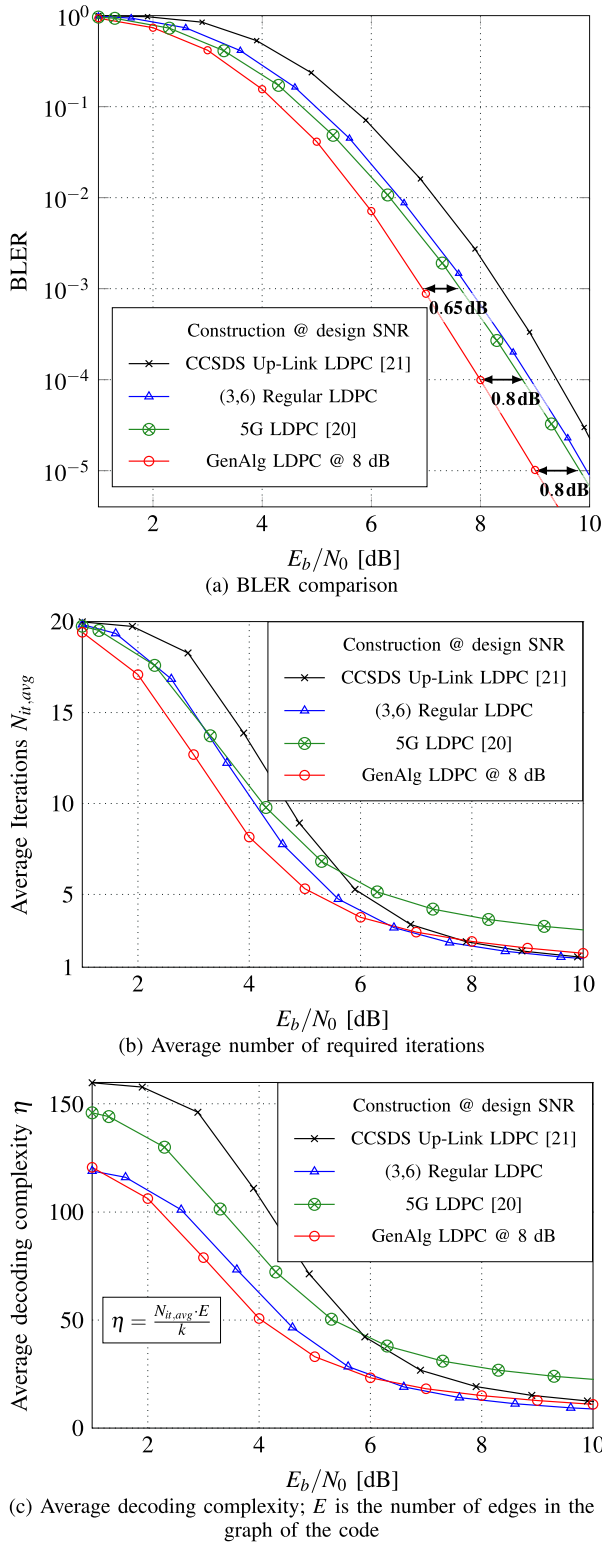 10^0
10^−1
10^−2
10^−3
10^−4
10^−5
BLER
0.65 dB
0.8 dB
0.8 dB
Construction @ design SNR
CCSDS Up-Link LDPC [21]
(3,6) Regular LDPC
5G LDPC [20]
GenAlg LDPC @ 8 dB
2 4 6 8 10
E_b/N_0 [dB]
(a) BLER comparison
20
15
10
5
1
Average Iterations N_{it,avg}
Construction @ design SNR
CCSDS Up-Link LDPC [21]
(3,6) Regular LDPC
5G LDPC [20]
GenAlg LDPC @ 8 dB
2 4 6 8 10
E_b/N_0 [dB]
(b) Average number of required iterations
150
100
50
0
Average decoding complexity η
Construction @ design SNR
CCSDS Up-Link LDPC [21]
(3,6) Regular LDPC
5G LDPC [20]
GenAlg LDPC @ 8 dB
η = N_{it,avg}·E / k
2 4 6 8 10
E_b/N_0 [dB]
(c) Average decoding complexity; E is the number of edges in the
graph of the code